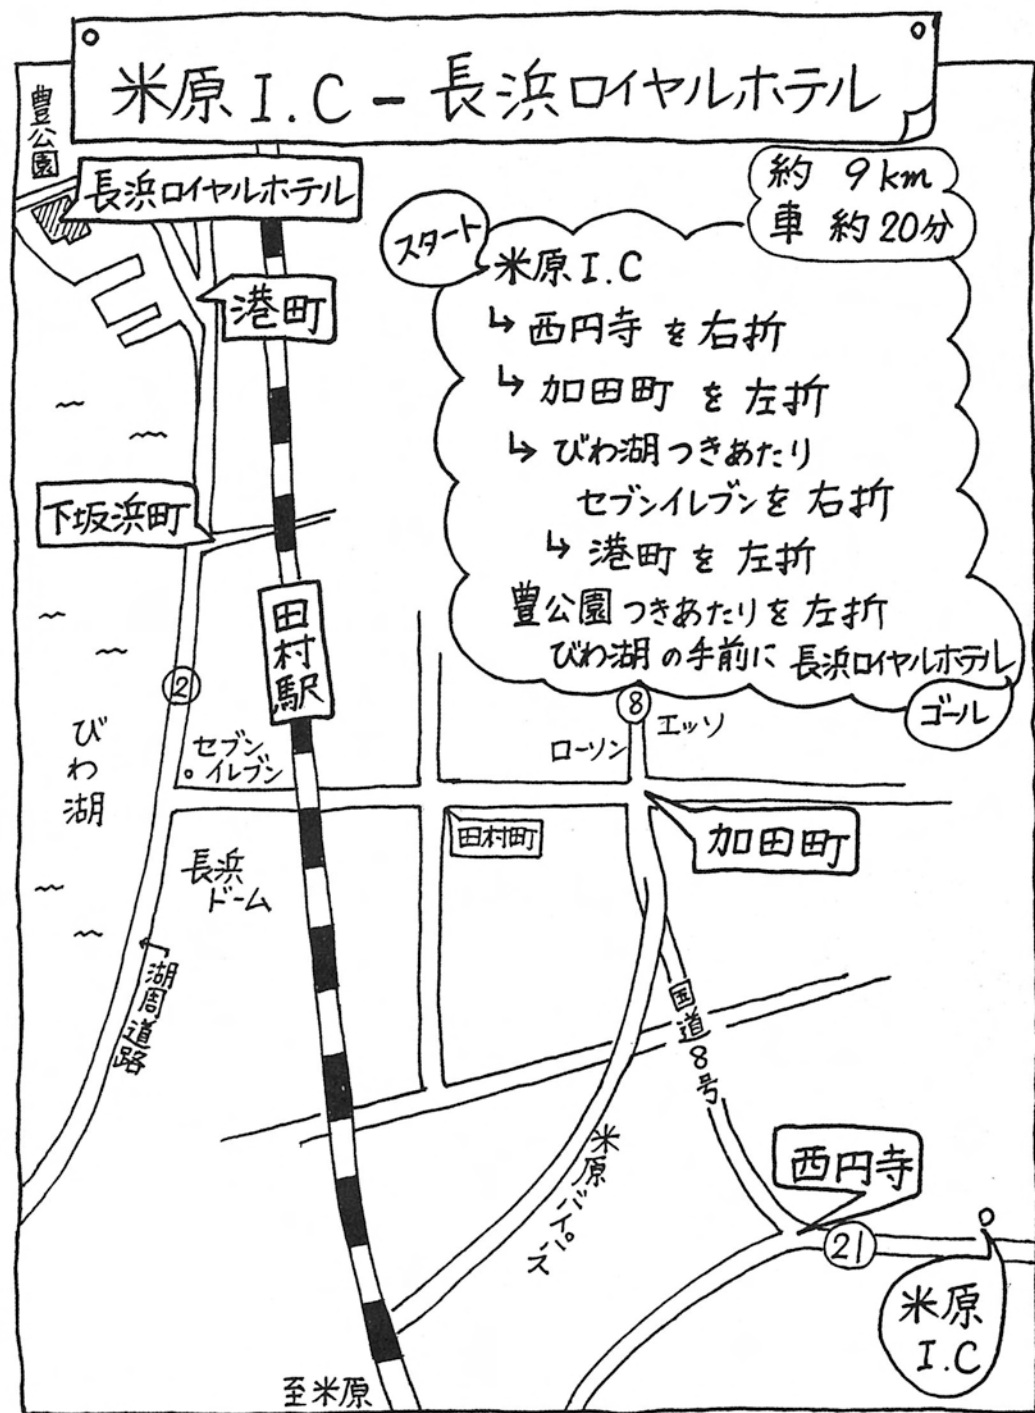 米原I.C-長浜ロイヤルホテル
豊公園
長浜ロイヤルホテル
約 9km
車 約20分
スタート
米原I.C
↳ 西円寺を右折
↳ 加田町を左折
↳ びわ湖つきあたり
セブンイレブンを右折
↳ 港町を左折
豊公園つきあたりを左折
びわ湖の手前に長浜ロイヤルホテル
ゴール
港町
下坂浜町
田村駅
2
びわ湖
セブン
イレブン
8
ローソン
エッソ
田村町
加田町
長浜
ドーム
湖周道路
国道8号
米原バイパス
西円寺
21
米原
I.C
至米原